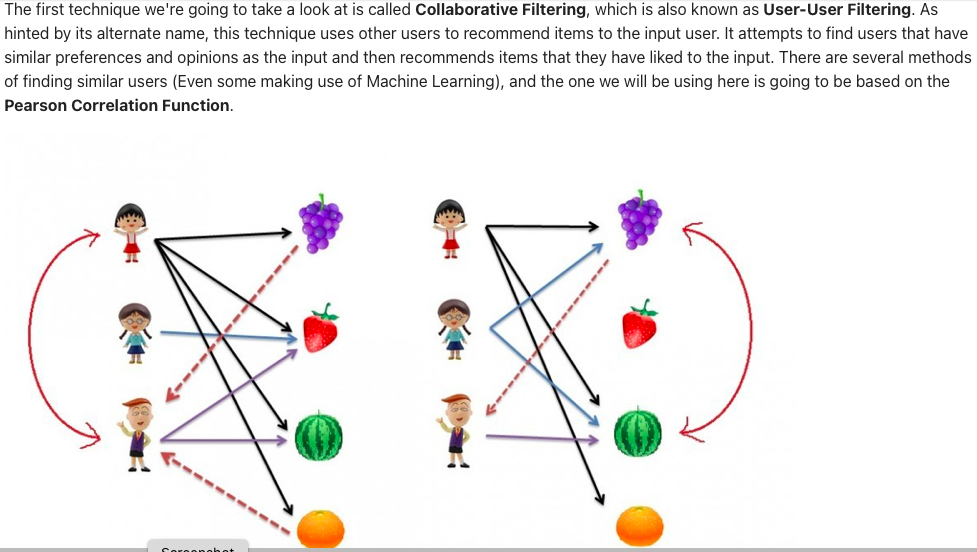 The first technique we're going to take a look at is called Collaborative Filtering, which is also known as User-User Filtering. As
hinted by its alternate name, this technique uses other users to recommend items to the input user. It attempts to find users that have
similar preferences and opinions as the input and then recommends items that they have liked to the input. There are several methods
of finding similar users (Even some making use of Machine Learning), and the one we will be using here is going to be based on the
Pearson Correlation Function.
Screenshot